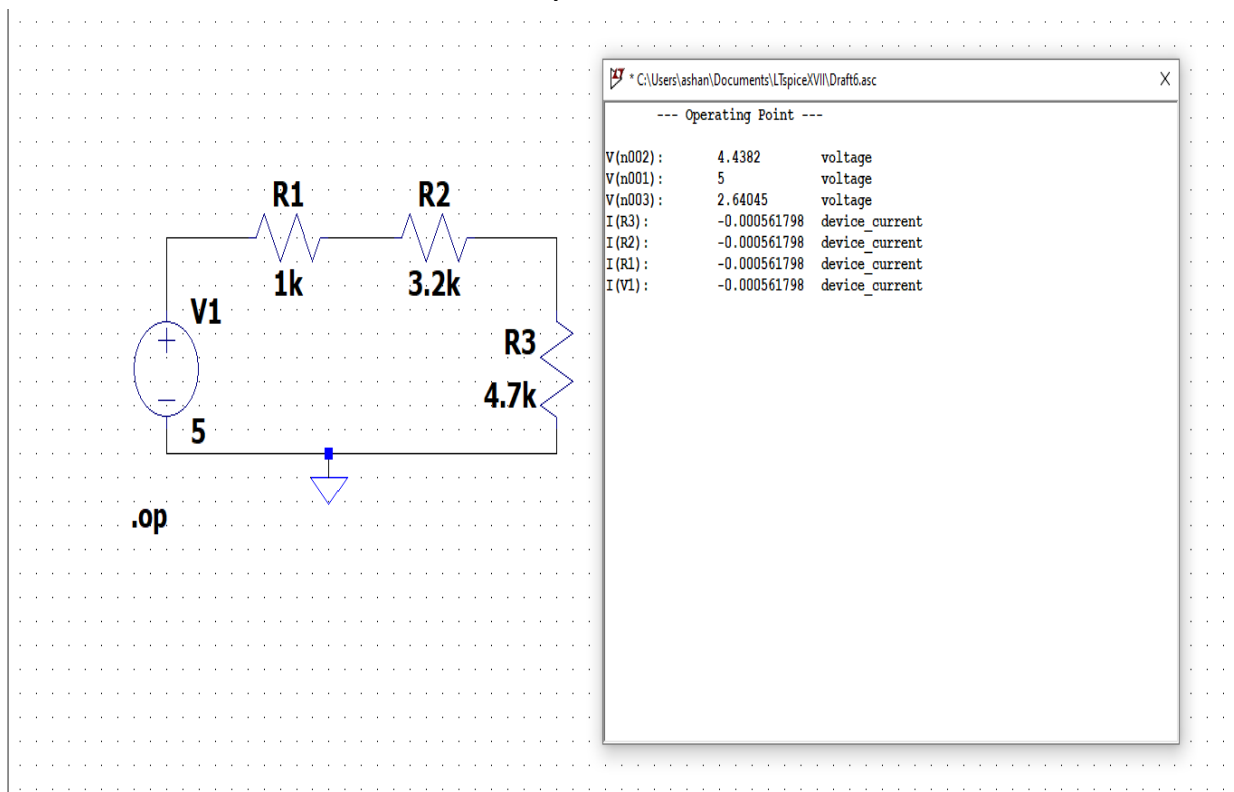 * C:\Users\ashan\Documents\LTspiceXVII\Draft6.asc X
--- Operating Point ---
V(n002): 4.4382 voltage
V(n001): 5 voltage
V(n003): 2.64045 voltage
I(R3): -0.000561798 device_current
I(R2): -0.000561798 device_current
I(R1): -0.000561798 device_current
I(V1): -0.000561798 device_current
R1 R2
1k 3.2k
V1
R3
4.7k
5
.op